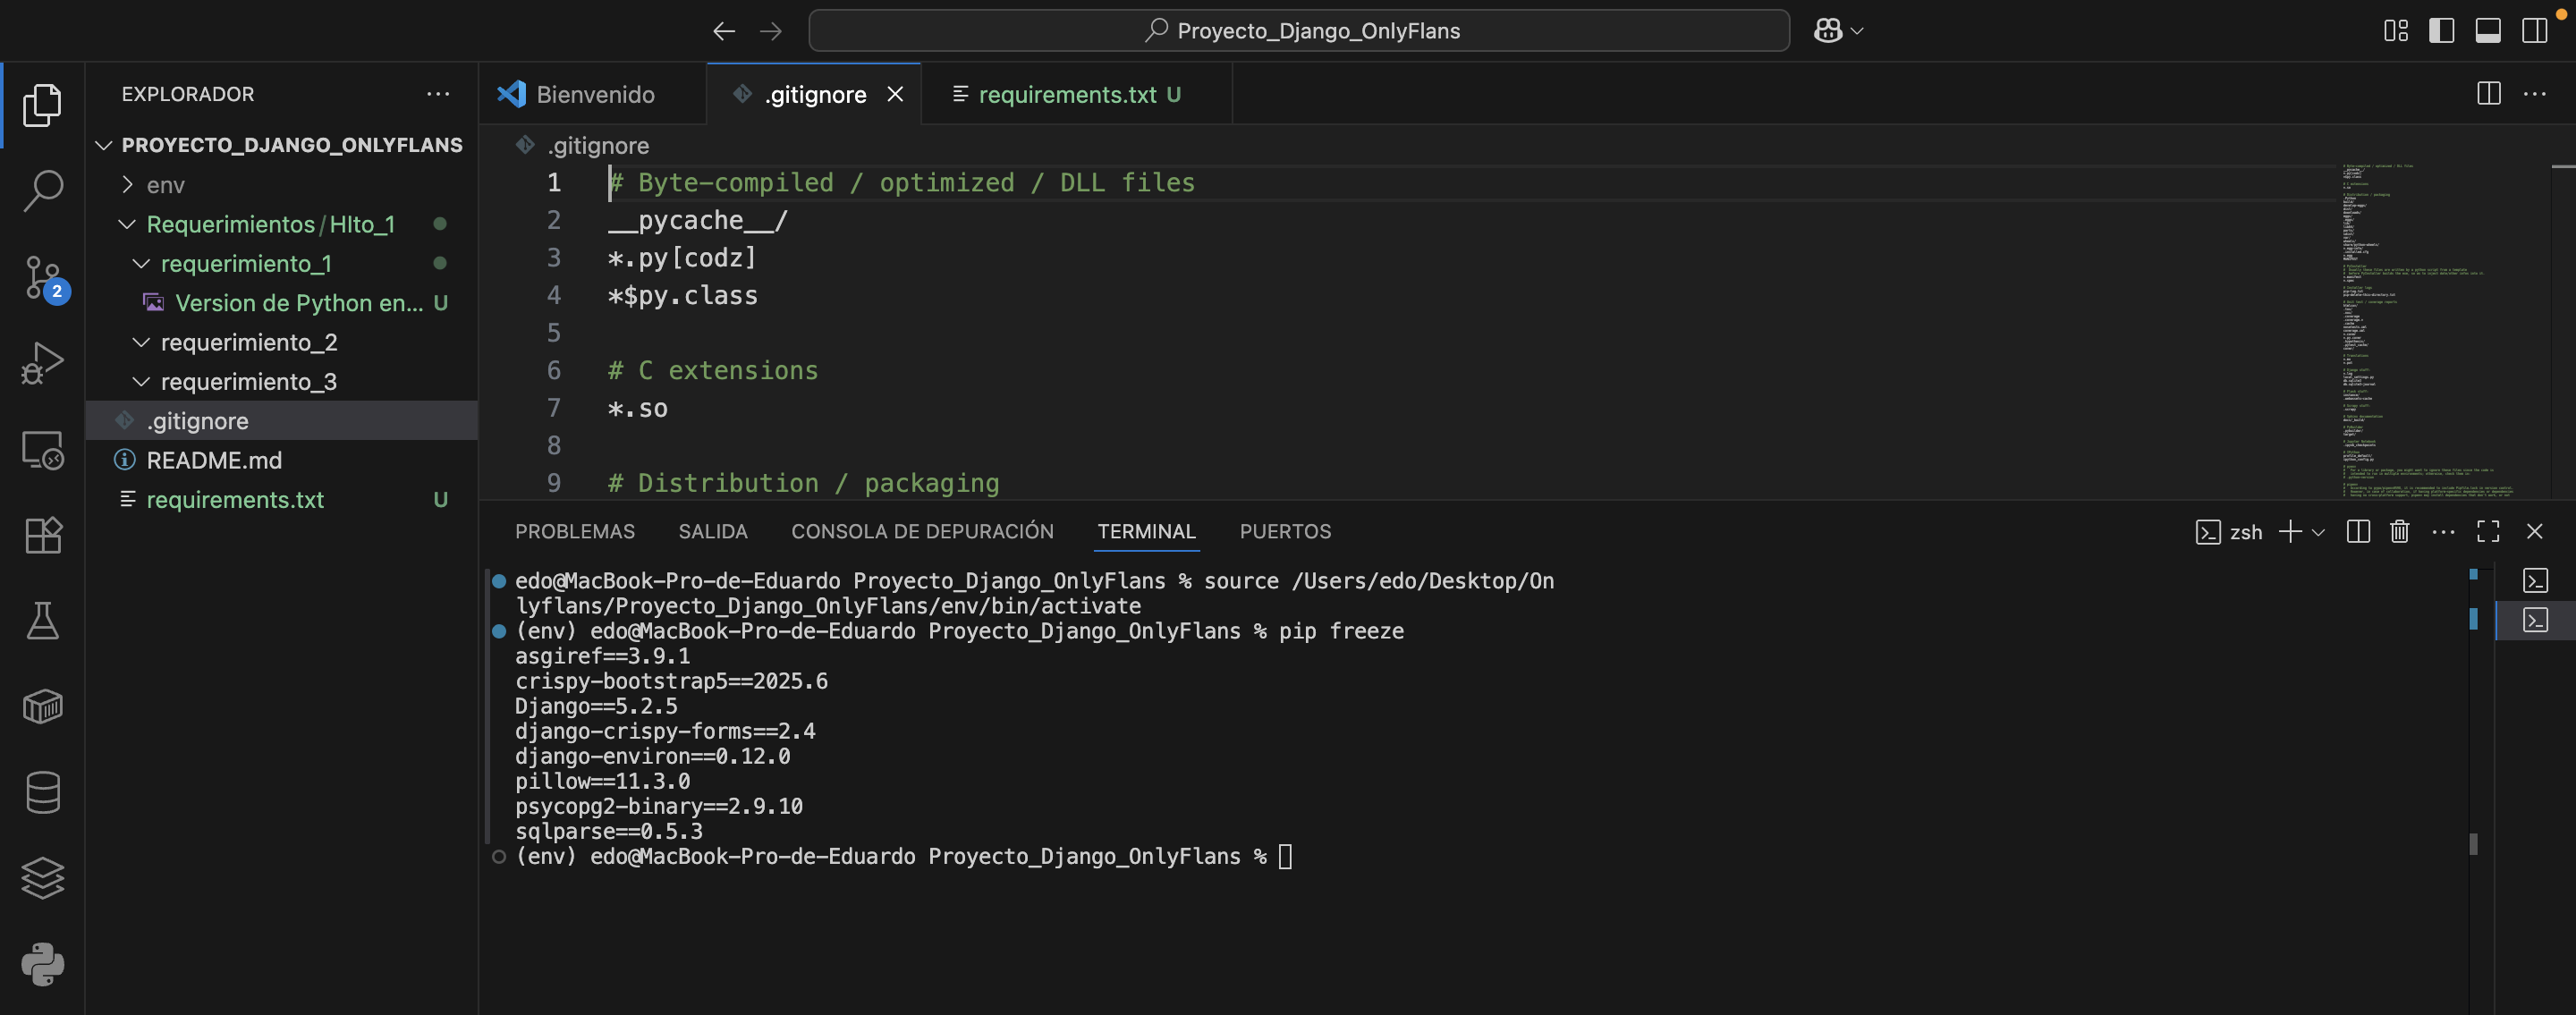 Proyecto_Django_OnlyFlans
EXPLORADOR
PROYECTO_DJANGO_ONLYFLANS
env
Requerimientos/HIto_1
requerimiento_1
Version de Python en... U
requerimiento_2
requerimiento_3
.gitignore
README.md
requirements.txt U
2
Bienvenido
.gitignore
requirements.txt U
.gitignore
1 # Byte-compiled / optimized / DLL files
2 __pycache__/
3 *.py[codz]
4 *$py.class
5
6 # C extensions
7 *.so
8
9 # Distribution / packaging
PROBLEMAS SALIDA CONSOLA DE DEPURACIÓN TERMINAL PUERTOS
zsh
edo@MacBook-Pro-de-Eduardo Proyecto_Django_OnlyFlans % source /Users/edo/Desktop/On
lyflans/Proyecto_Django_OnlyFlans/env/bin/activate
(env) edo@MacBook-Pro-de-Eduardo Proyecto_Django_OnlyFlans % pip freeze
asgiref==3.9.1
crispy-bootstrap5==2025.6
Django==5.2.5
django-crispy-forms==2.4
django-environ==0.12.0
pillow==11.3.0
psycopg2-binary==2.9.10
sqlparse==0.5.3
(env) edo@MacBook-Pro-de-Eduardo Proyecto_Django_OnlyFlans %